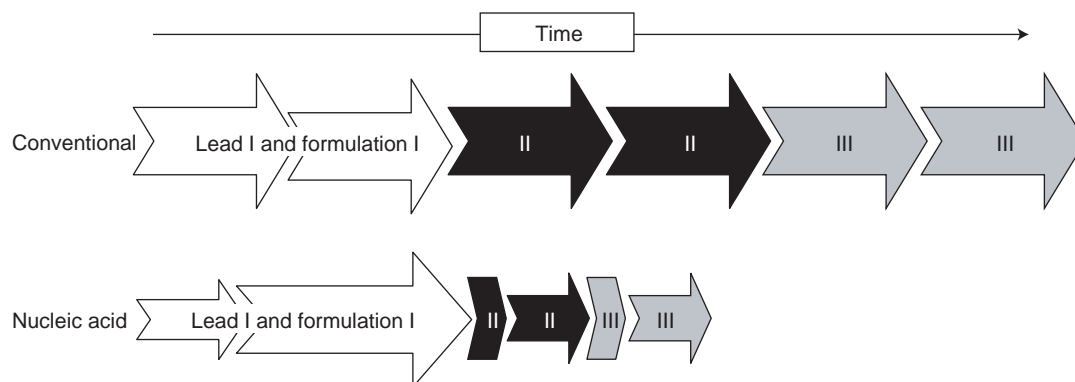 Time
Conventional Lead I and formulation I II II III III
Nucleic acid Lead I and formulation I II II III III